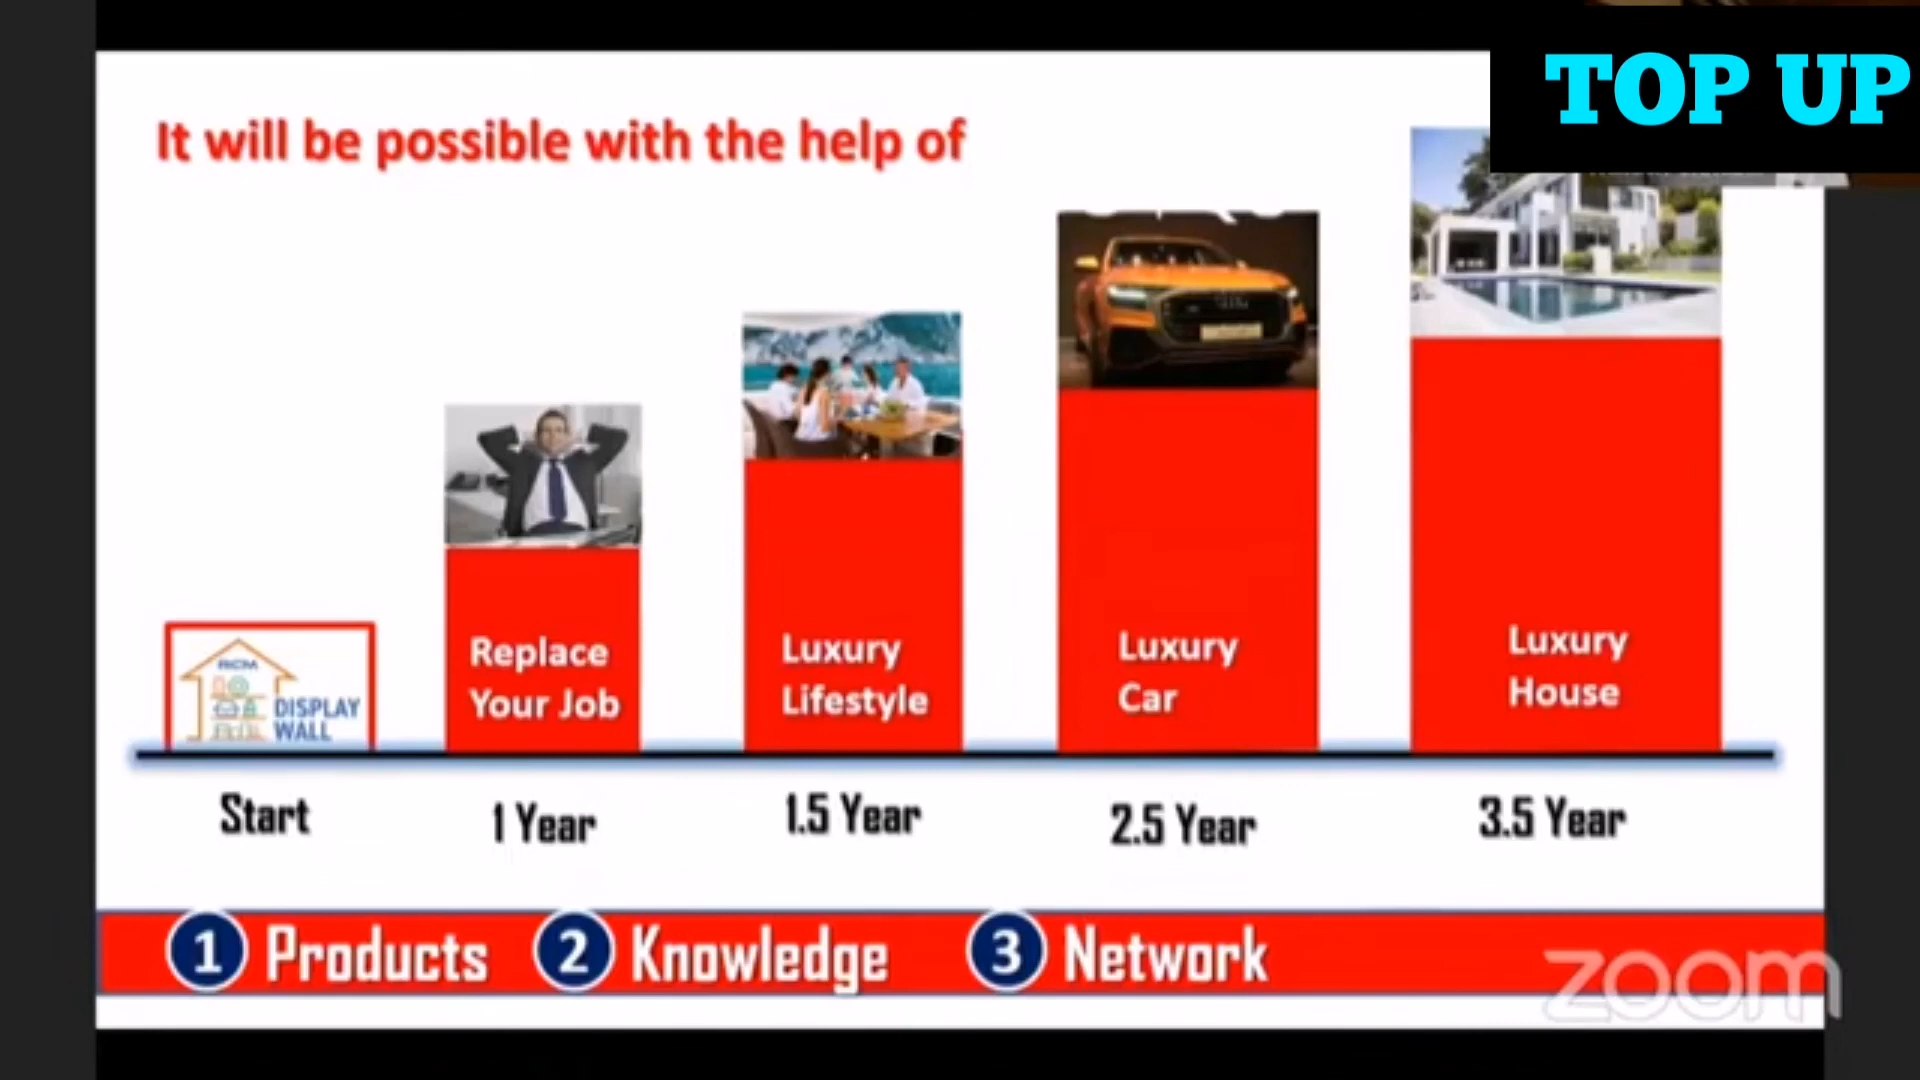 TOP UP
It will be possible with the help of
Replace
Your Job
Luxury
Lifestyle
Luxury
Car
Luxury
House
RCM
DISPLAY
WALL
Start
1 Year
1.5 Year
2.5 Year
3.5 Year
1 Products
2 Knowledge
3 Network
zoom